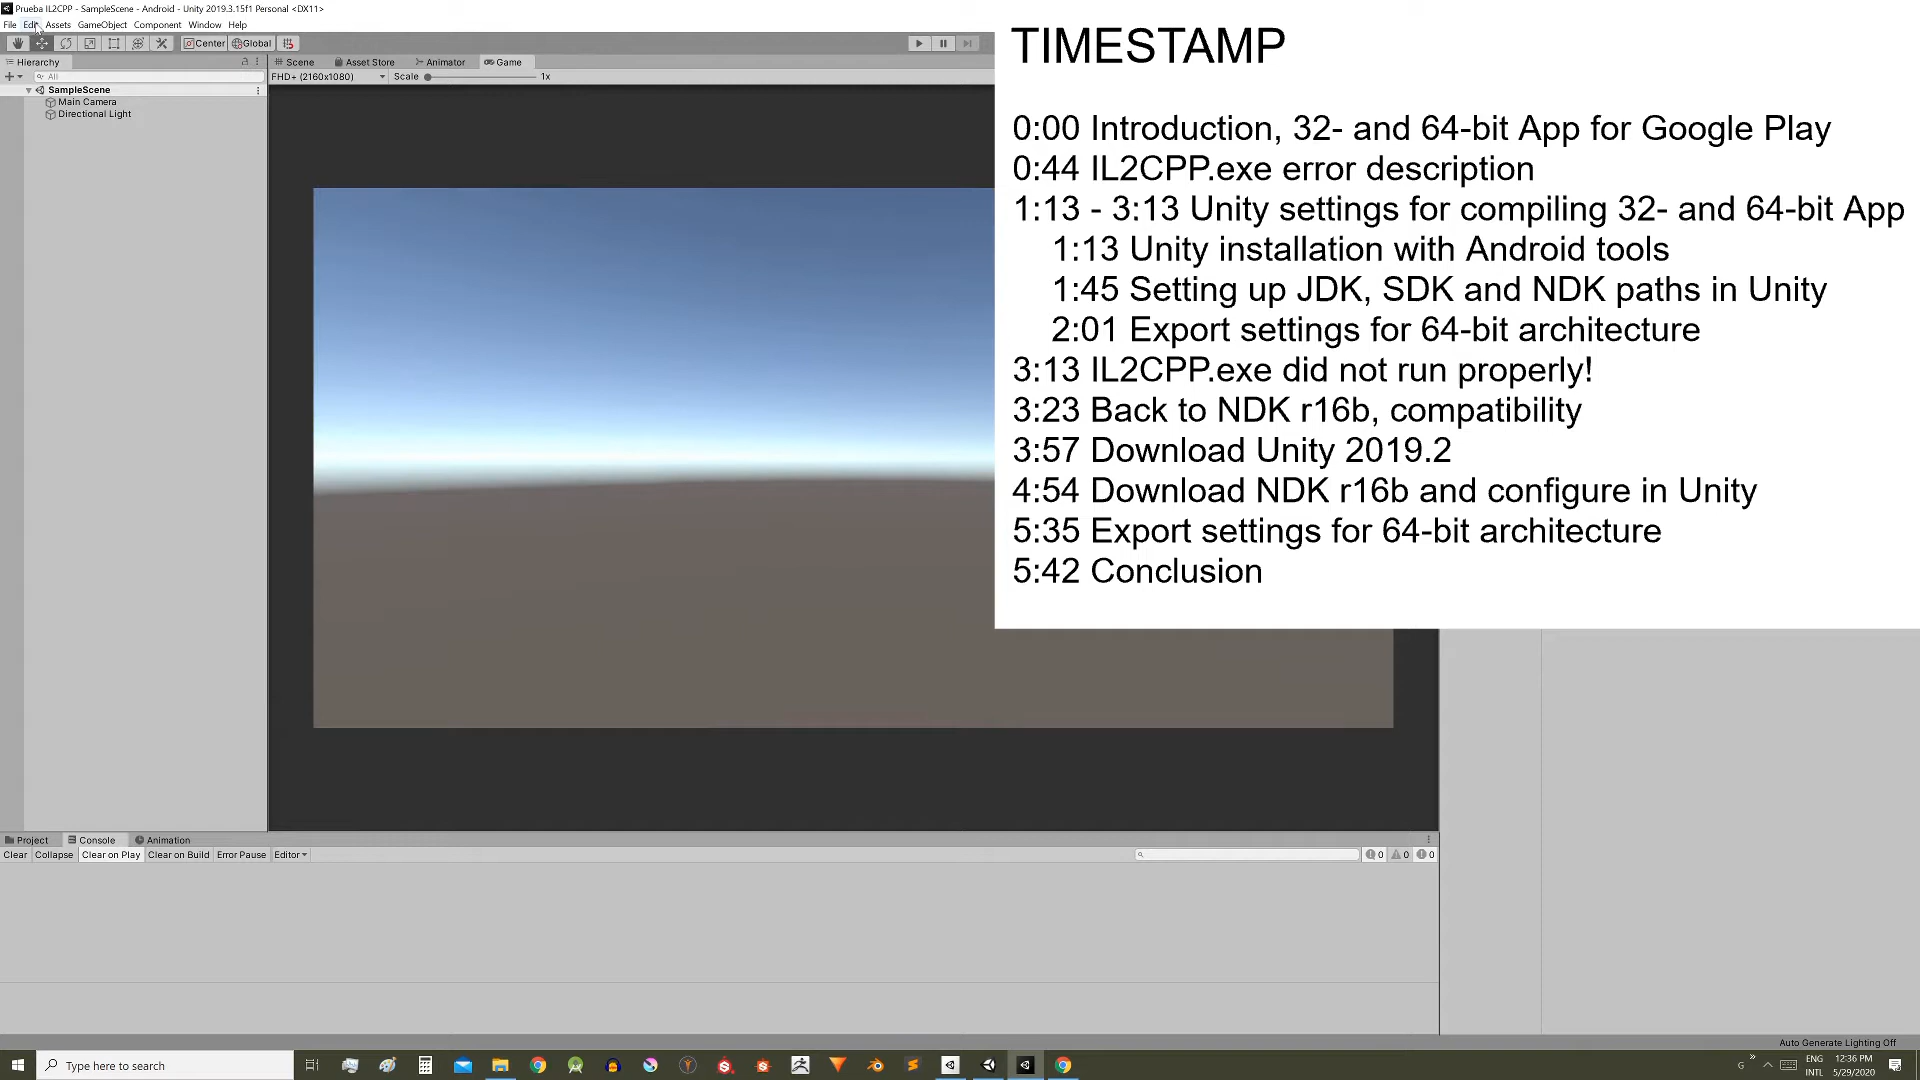 Prueba IL2CPP - SampleScene - Android - Unity 2019.3.15f1 Personal <DX11>
File Edit Assets GameObject Component Window Help
Center Global
Hierarchy
All
SampleScene
Main Camera
Directional Light
Scene Asset Store Animator Game
FHD+ (2160x1080) Scale 1x
TIMESTAMP
0:00 Introduction, 32- and 64-bit App for Google Play
0:44 IL2CPP.exe error description
1:13 - 3:13 Unity settings for compiling 32- and 64-bit App
1:13 Unity installation with Android tools
1:45 Setting up JDK, SDK and NDK paths in Unity
2:01 Export settings for 64-bit architecture
3:13 IL2CPP.exe did not run properly!
3:23 Back to NDK r16b, compatibility
3:57 Download Unity 2019.2
4:54 Download NDK r16b and configure in Unity
5:35 Export settings for 64-bit architecture
5:42 Conclusion
Project Console Animation
Clear Collapse Clear on Play Clear on Build Error Pause Editor
0 0 0
Auto Generate Lighting Off
Type here to search
ENG
INTL
12:36 PM
5/29/2020